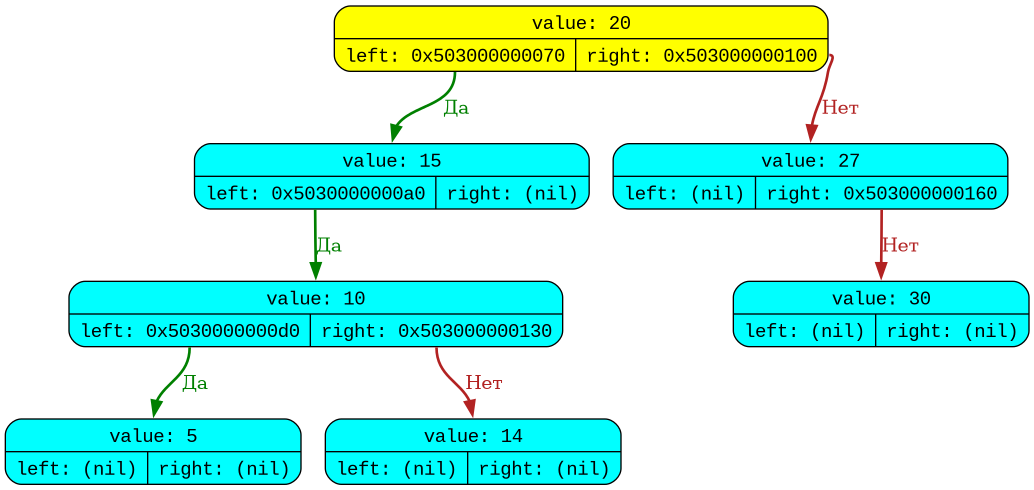 value: 20
left: 0x503000000070 right: 0x503000000100
Да
Нет
value: 15
left: 0x5030000000a0 right: (nil)
value: 27
left: (nil) right: 0x503000000160
Да
Нет
value: 10
left: 0x5030000000d0 right: 0x503000000130
value: 30
left: (nil) right: (nil)
Да
Нет
value: 5
left: (nil) right: (nil)
value: 14
left: (nil) right: (nil)